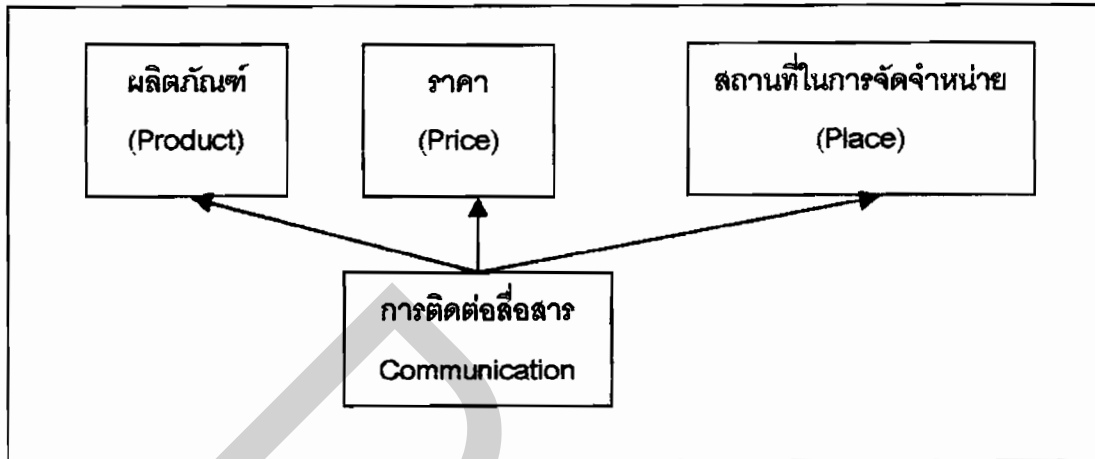 ผลิตภัณฑ์
(Product)
ราคา
(Price)
สถานที่ในการจัดจำหน่าย
(Place)
การติดต่อสื่อสาร
Communication